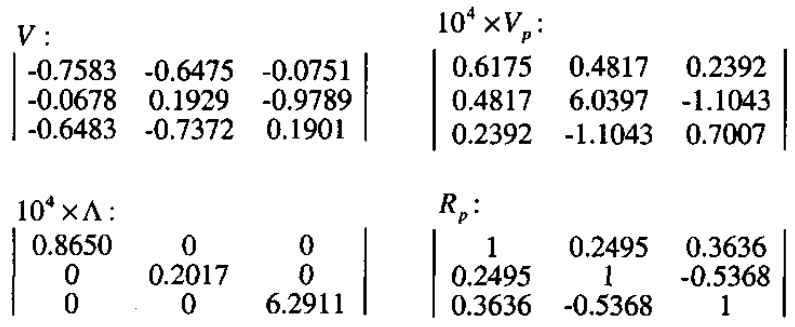 V :
-0.7583 -0.6475 -0.0751
-0.0678 0.1929 -0.9789
-0.6483 -0.7372 0.1901
10⁴ ×Vₚ:
0.6175 0.4817 0.2392
0.4817 6.0397 -1.1043
0.2392 -1.1043 0.7007
10⁴ ×Λ :
0.8650 0 0
0 0.2017 0
0 0 6.2911
Rₚ:
1 0.2495 0.3636
0.2495 1 -0.5368
0.3636 -0.5368 1